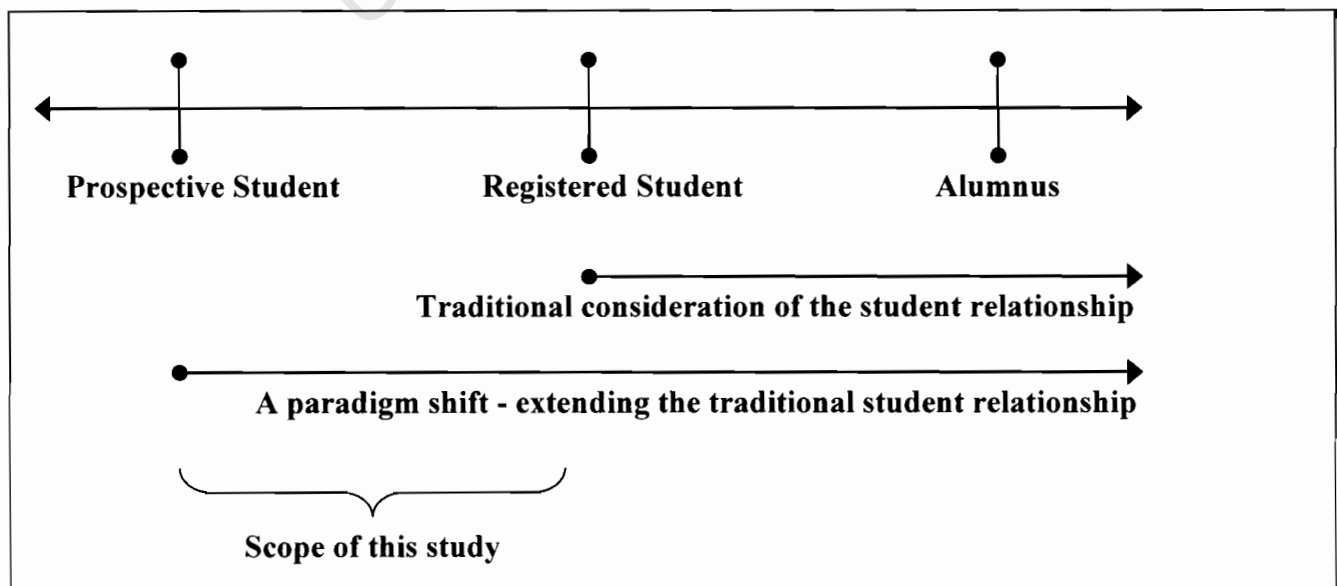 Prospective Student
Registered Student
Alumnus
Traditional consideration of the student relationship
A paradigm shift - extending the traditional student relationship
Scope of this study